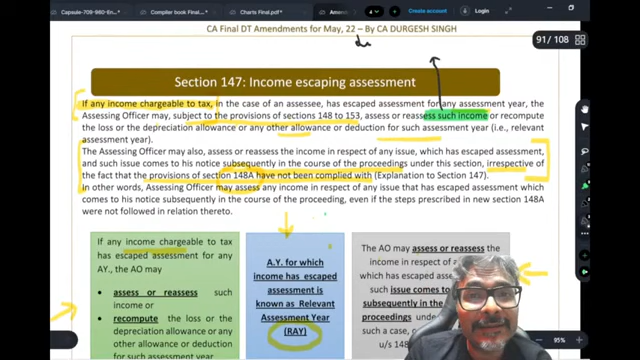 Capsule-709-960-
Compiler book Final...
Charts Final...
4
Create account
CA Final DT Amendments for May, 22 – By CA DURGESH SINGH
91/ 108
Section 147: Income escaping assessment
If any income chargeable to tax, in the case of an assessee, has escaped assessment for any assessment year, the
Assessing Officer may, subject to the provisions of sections 148 to 153, assess or reassess such income or recompute
the loss or the depreciation allowance or any other allowance or deduction for such assessment year (i.e., relevant
assessment year).
The Assessing Officer may also, assess or reassess the income in respect of any issue, which has escaped assessment,
and such issue comes to his notice subsequently in the course of the proceedings under this section, irrespective of
the fact that the provisions of section 148A have not been complied with (Explanation to Section 147).
In other words, Assessing Officer may assess any income in respect of any issue that has escaped assessment which
comes to his notice subsequently in the course of the proceeding, even if the steps prescribed in new section 148A
were not followed in relation thereto.
If any income chargeable to tax
has escaped assessment for any
AY., the AO may
• assess or reassess such
income or
• recompute the loss or the
depreciation allowance or any
other allowance or deduction
for such assessment year
A.Y. for which
income has escaped
assessment is
known as Relevant
Assessment Year
(RAY)
The AO may assess or reassess
the income in respect of
which has escaped
such issue comes to
subsequently in the
proceedings under
such a case,
u/s 148
95%